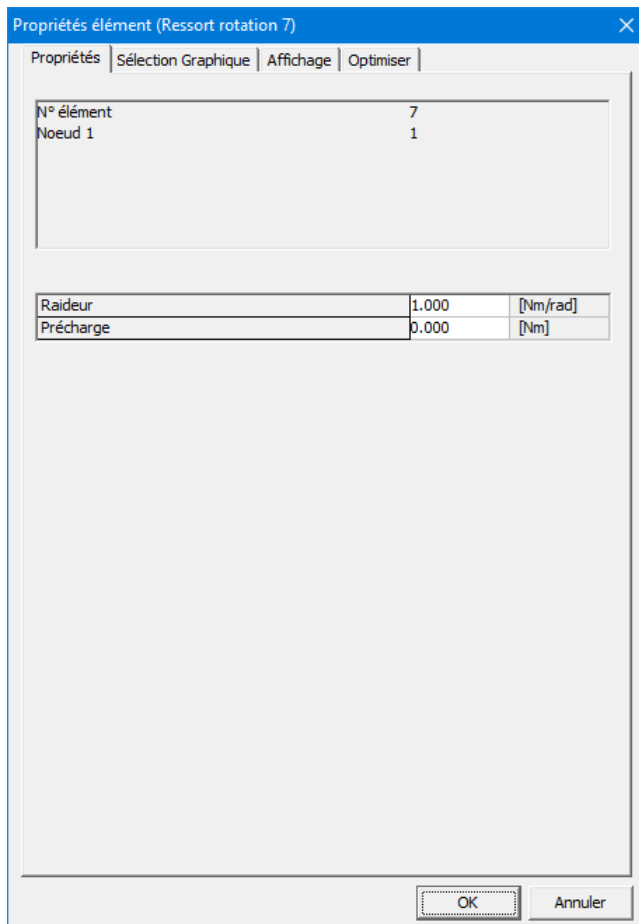 Propriétés élément (Ressort rotation 7)
Propriétés Sélection Graphique Affichage Optimiser
N° élément 7
Noeud 1 1
Raideur 1.000 [Nm/rad]
Précharge 0.000 [Nm]
OK Annuler